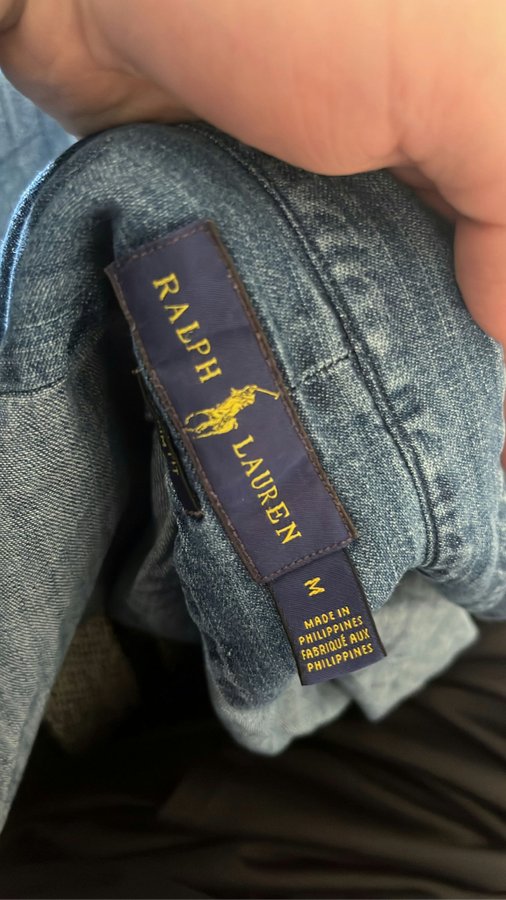 RALPH LAUREN
M
MADE IN
PHILIPPINES
FABRIQUÉ AUX
PHILIPPINES